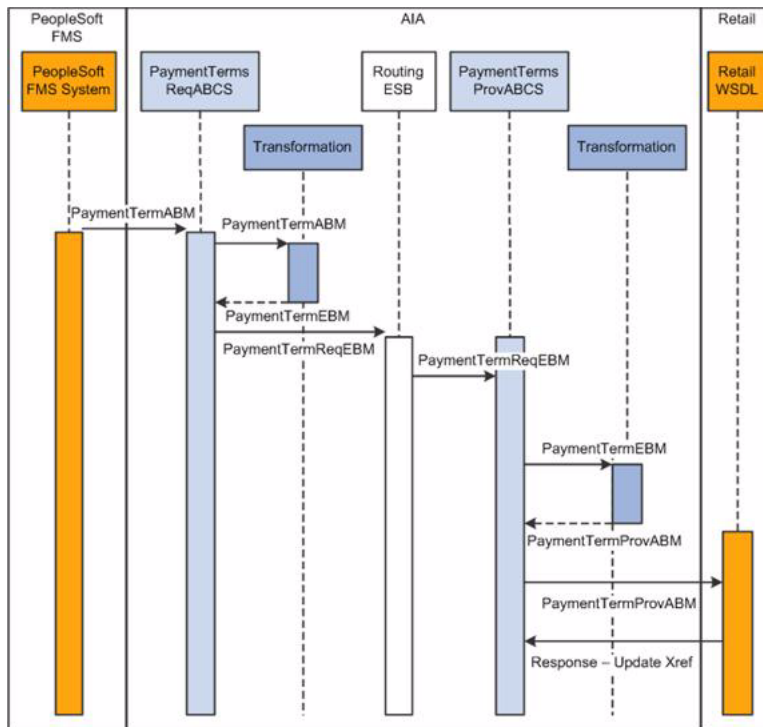 PeopleSoft
FMS
AIA
Retail
PeopleSoft
FMS System
PaymentTerms
ReqABCS
Routing
ESB
PaymentTerms
ProvABCS
Retail
WSDL
Transformation
Transformation
PaymentTermABM
PaymentTermABM
PaymentTermEBM
PaymentTermReqEBM
PaymentTermReqEBM
PaymentTermEBM
PaymentTermProvABM
PaymentTermProvABM
Response – Update Xref